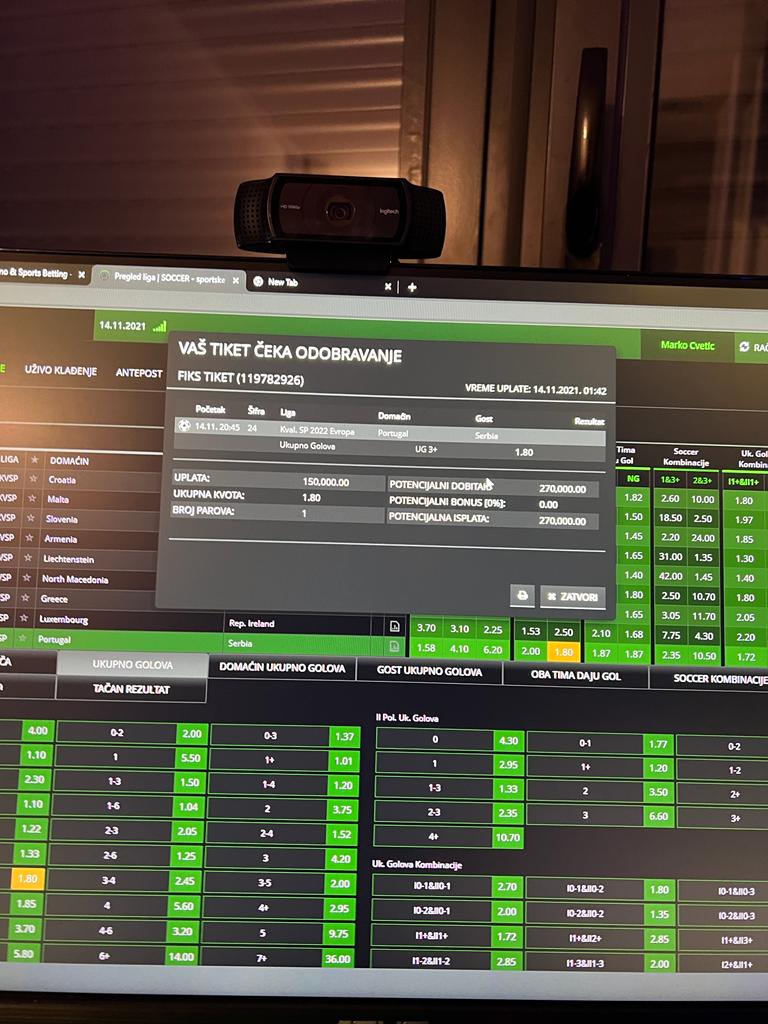 HD 1080p
logitech
no & Sports Betting -
Pregled liga | SOCCER - sportske
New Tab
14.11.2021
Marko Cvetic
RAČ
E
UŽIVO KLAĐENJE
ANTEPOST
VAŠ TIKET ČEKA ODOBRAVANJE
FIKS TIKET (119782926)
VREME UPLATE: 14.11.2021. 01:42
Početak Šifra Liga Domaćin Gost Rezultat
14.11. 20:45 24 Kval. SP 2022 Evropa Portugal Serbia
Ukupno Golova UG 3+ 1.80
UPLATA: 150,000.00
UKUPNA KVOTA: 1.80
BROJ PAROVA: 1
POTENCIJALNI DOBITAK: 270,000.00
POTENCIJALNI BONUS [0%]: 0.00
POTENCIJALNA ISPLATA: 270,000.00
ZATVORI
LIGA DOMAĆIN
KVSP Croatia
KVSP Malta
VSP Slovenia
VSP Armenia
VSP Liechtenstein
VSP North Macedonia
SP Greece
SP Luxembourg Rep. Ireland 3.70 3.10 2.25 1.53 2.50 2.10 1.68 7.75 4.30 2.20
SP Portugal Serbia 1.58 4.10 6.20 2.00 1.80 1.87 1.87 2.35 10.50 1.72
Tima
u Gol
Soccer
Kombinacije
Uk. Gol
Kombin
NG 1&3+ 2&3+ I1+&II1+
1.82 2.60 10.00 1.80
1.50 18.50 2.50 1.97
1.45 2.20 24.00 1.85
1.65 31.00 1.35 1.30
1.40 42.00 1.45 1.40
1.80 2.50 10.70 1.80
1.65 3.05 11.70 2.05
ČA
UKUPNO GOLOVA
DOMAĆIN UKUPNO GOLOVA
GOST UKUPNO GOLOVA
OBA TIMA DAJU GOL
SOCCER KOMBINACIJE
TAČAN REZULTAT
4.00 0-2 2.00 0-3 1.37
1.10 1 5.50 1+ 1.01
2.30 1-3 1.50 1-4 1.20
1.10 1-6 1.04 2 3.75
1.22 2-3 2.05 2-4 1.52
1.33 2-6 1.25 3 4.20
1.80 3-4 2.45 3-5 2.00
1.85 4 5.60 4+ 2.95
3.70 4-6 3.20 5 9.75
5.80 6+ 14.00 7+ 36.00
II Pol. Uk. Golova
0 4.30 0-1 1.77 0-2
1 2.95 1+ 1.20 1-2
1-3 1.33 2 3.50 2+
2-3 2.35 3 6.60 3+
4+ 10.70
Uk. Golova Kombinacije
I0-1&II0-1 2.70 I0-1&II0-2 1.80 I0-1&II0-3
I0-2&II0-1 2.00 I0-2&II0-2 1.35 I0-2&II0-3
I1+&II1+ 1.72 I1+&II2+ 2.85 I1+&II3+
I1-2&II1-2 2.85 I1-3&II1-3 2.00 I2+&II1+